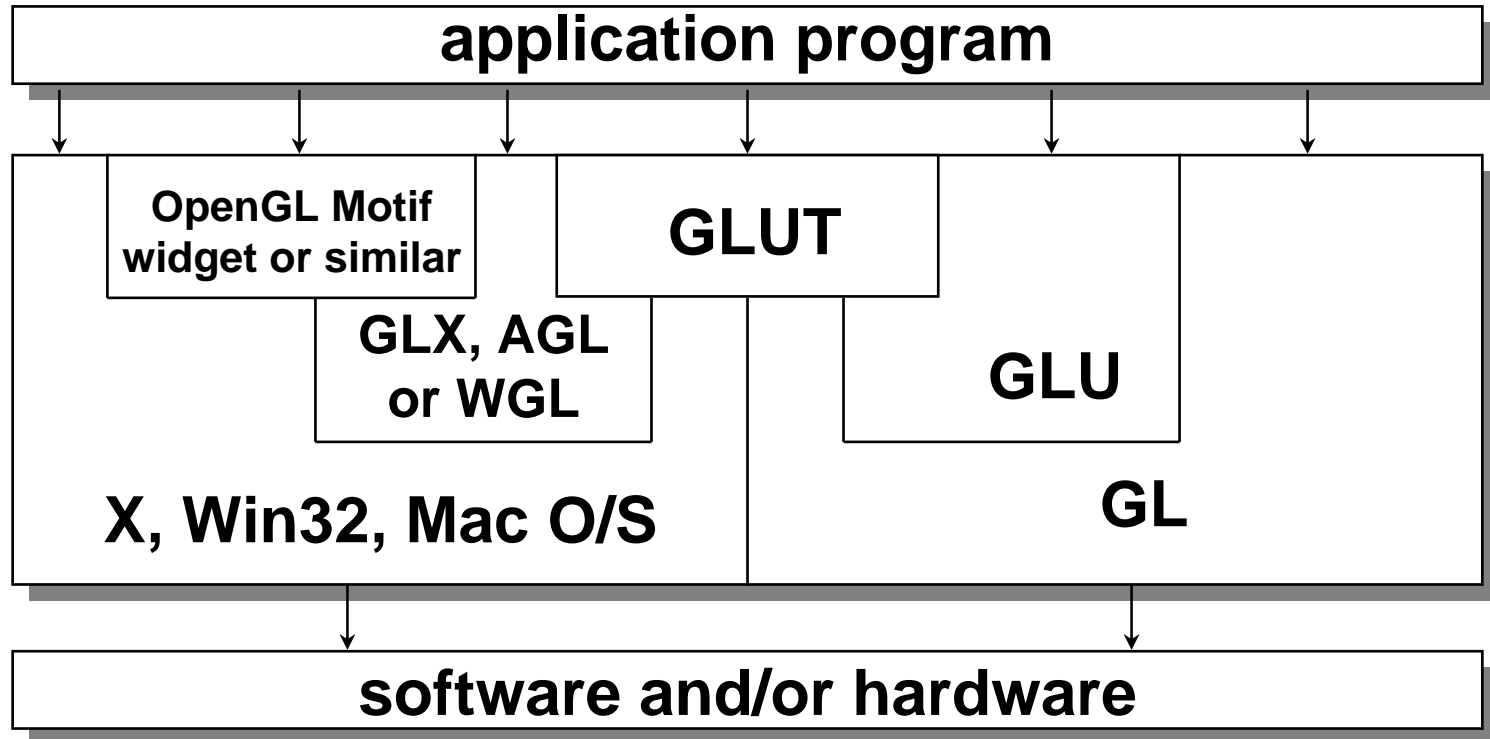 application program
OpenGL Motif
widget or similar
GLUT
GLX, AGL
or WGL
GLU
X, Win32, Mac O/S
GL
software and/or hardware